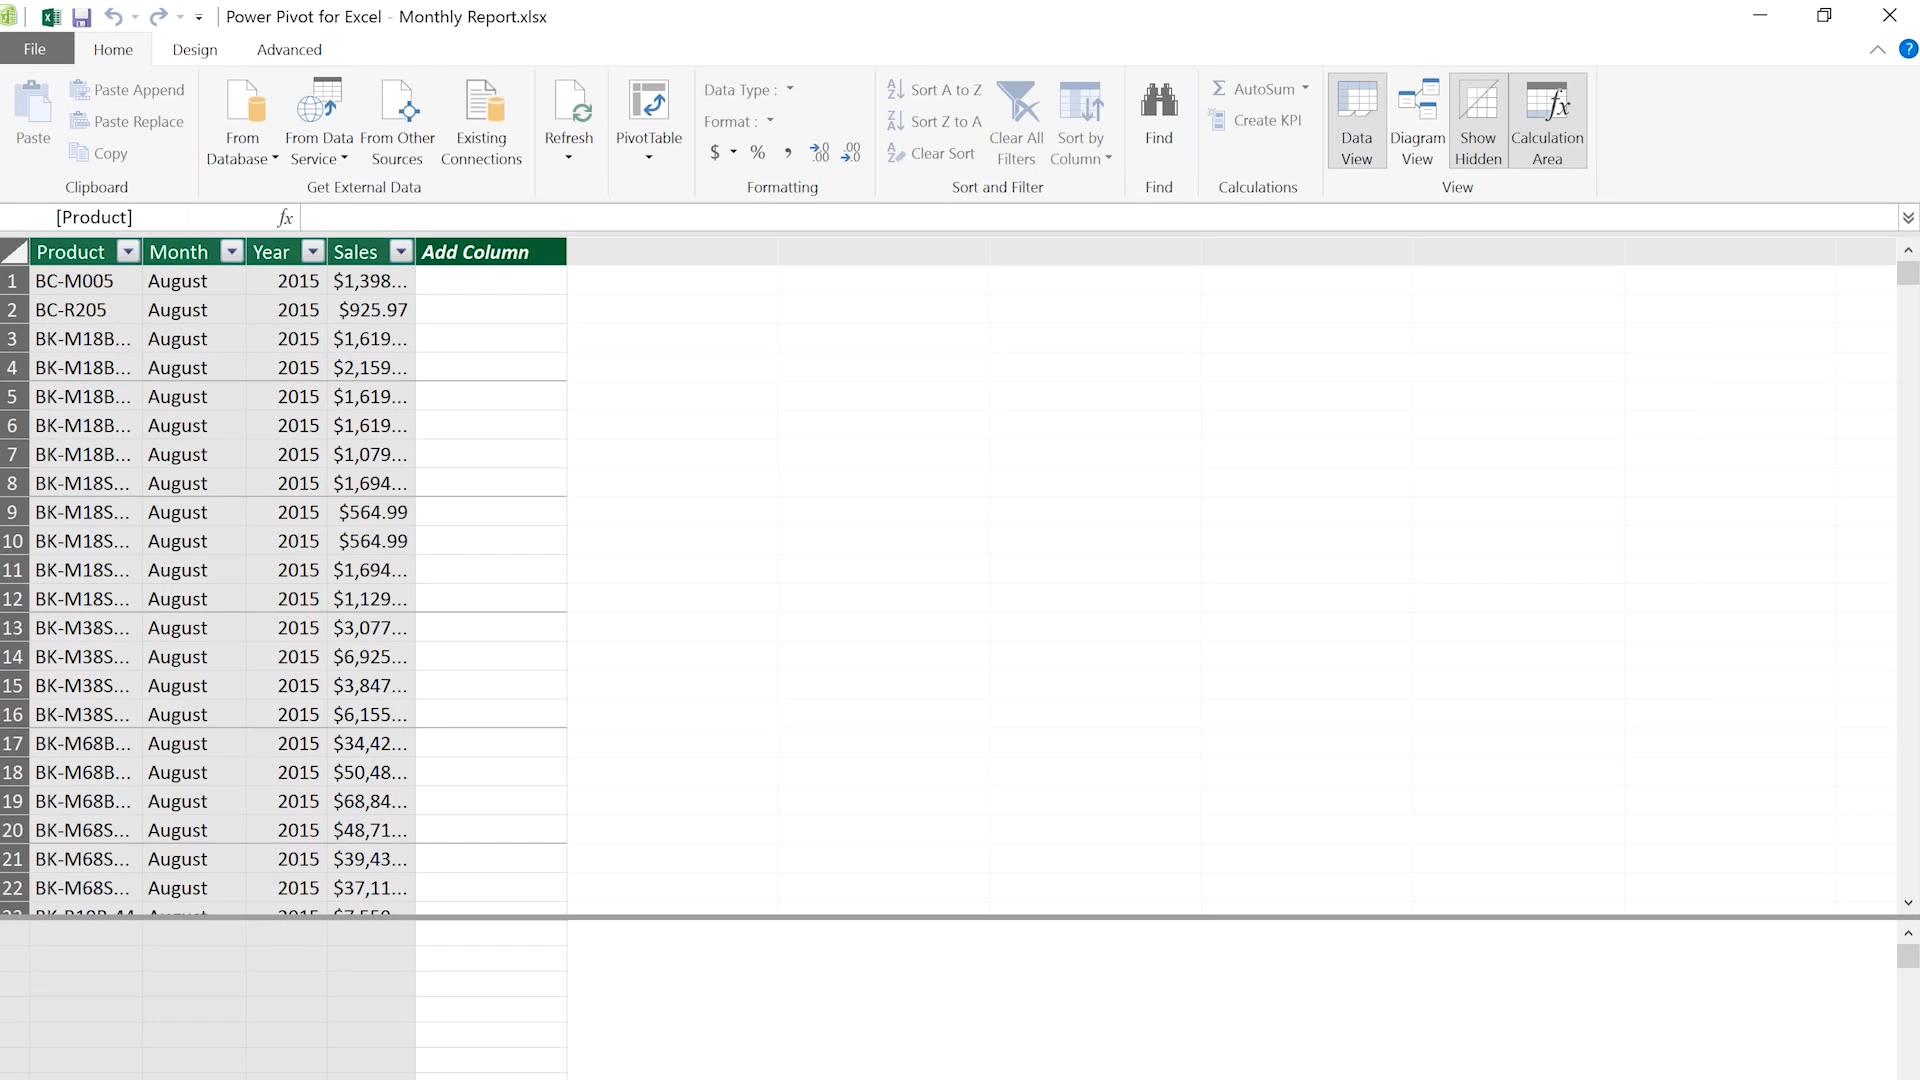 Power Pivot for Excel - Monthly Report.xlsx
File Home Design Advanced
Paste
Paste Append
Paste Replace
Copy
Clipboard
From Database
From Data Service
From Other Sources
Existing Connections
Get External Data
Refresh
PivotTable
Data Type :
Format :
$ % , .00 .00
Formatting
Sort A to Z
Sort Z to A
Clear Sort
Clear All Filters
Sort by Column
Sort and Filter
Find
Find
AutoSum
Create KPI
Calculations
Data View
Diagram View
Show Hidden
Calculation Area
View
[Product] fx
Product Month Year Sales Add Column
1 BC-M005 August 2015 $1,398...
2 BC-R205 August 2015 $925.97
3 BK-M18B... August 2015 $1,619...
4 BK-M18B... August 2015 $2,159...
5 BK-M18B... August 2015 $1,619...
6 BK-M18B... August 2015 $1,619...
7 BK-M18B... August 2015 $1,079...
8 BK-M18S... August 2015 $1,694...
9 BK-M18S... August 2015 $564.99
10 BK-M18S... August 2015 $564.99
11 BK-M18S... August 2015 $1,694...
12 BK-M18S... August 2015 $1,129...
13 BK-M38S... August 2015 $3,077...
14 BK-M38S... August 2015 $6,925...
15 BK-M38S... August 2015 $3,847...
16 BK-M38S... August 2015 $6,155...
17 BK-M68B... August 2015 $34,42...
18 BK-M68B... August 2015 $50,48...
19 BK-M68B... August 2015 $68,84...
20 BK-M68S... August 2015 $48,71...
21 BK-M68S... August 2015 $39,43...
22 BK-M68S... August 2015 $37,11...